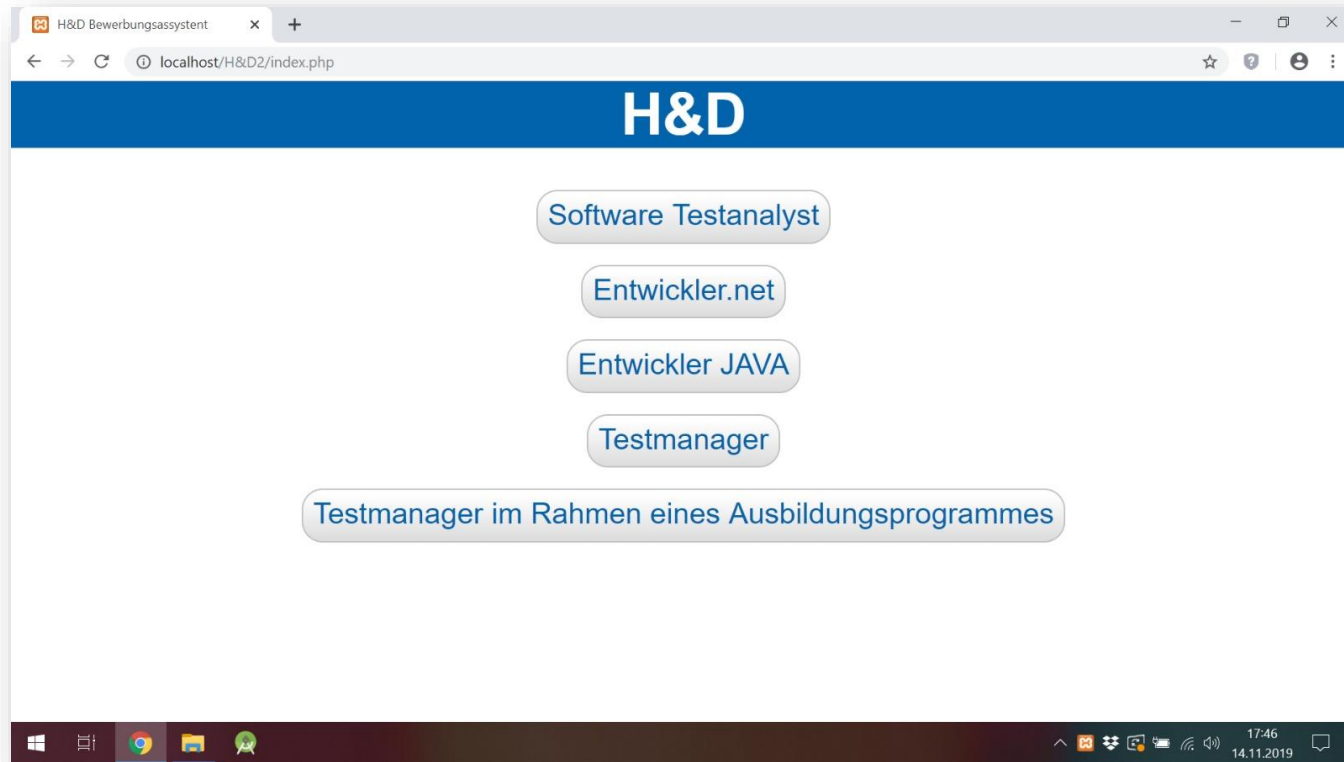 H&D Bewerbungsassystent
localhost/H&D2/index.php
H&D
Software Testanalyst
Entwickler.net
Entwickler JAVA
Testmanager
Testmanager im Rahmen eines Ausbildungsprogrammes
17:46
14.11.2019